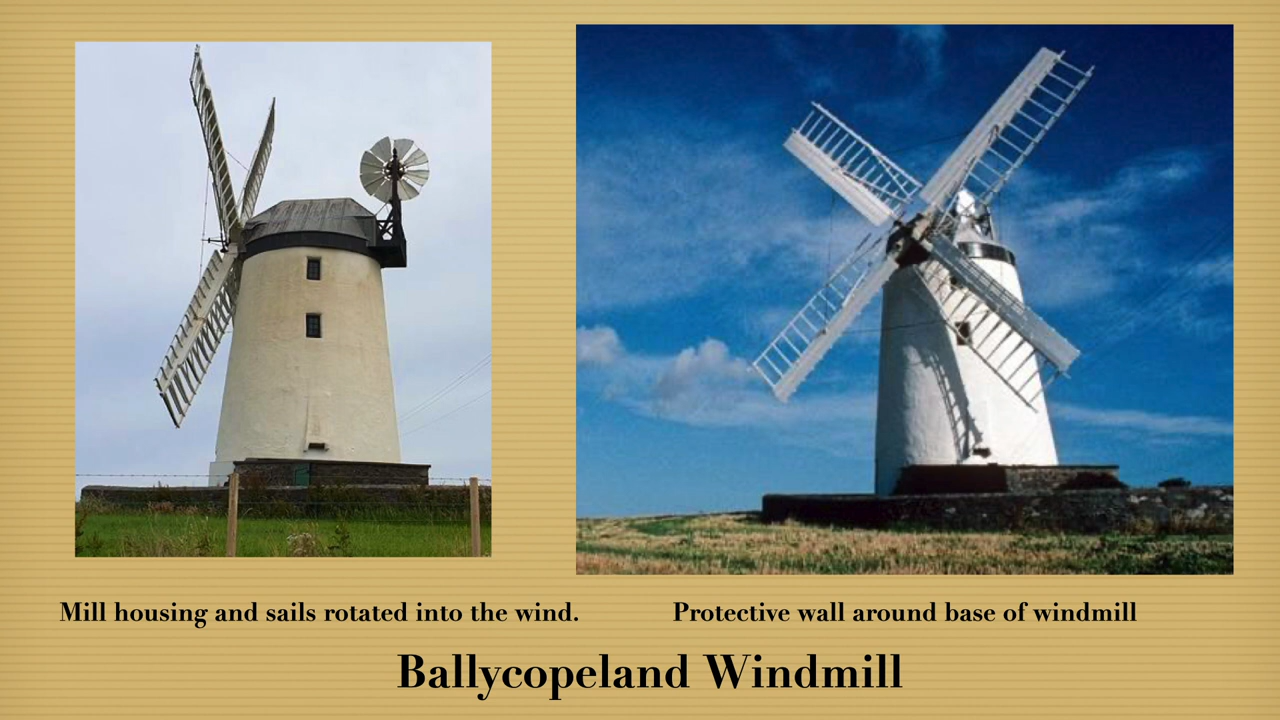 Mill housing and sails rotated into the wind.
Protective wall around base of windmill
Ballycopeland Windmill